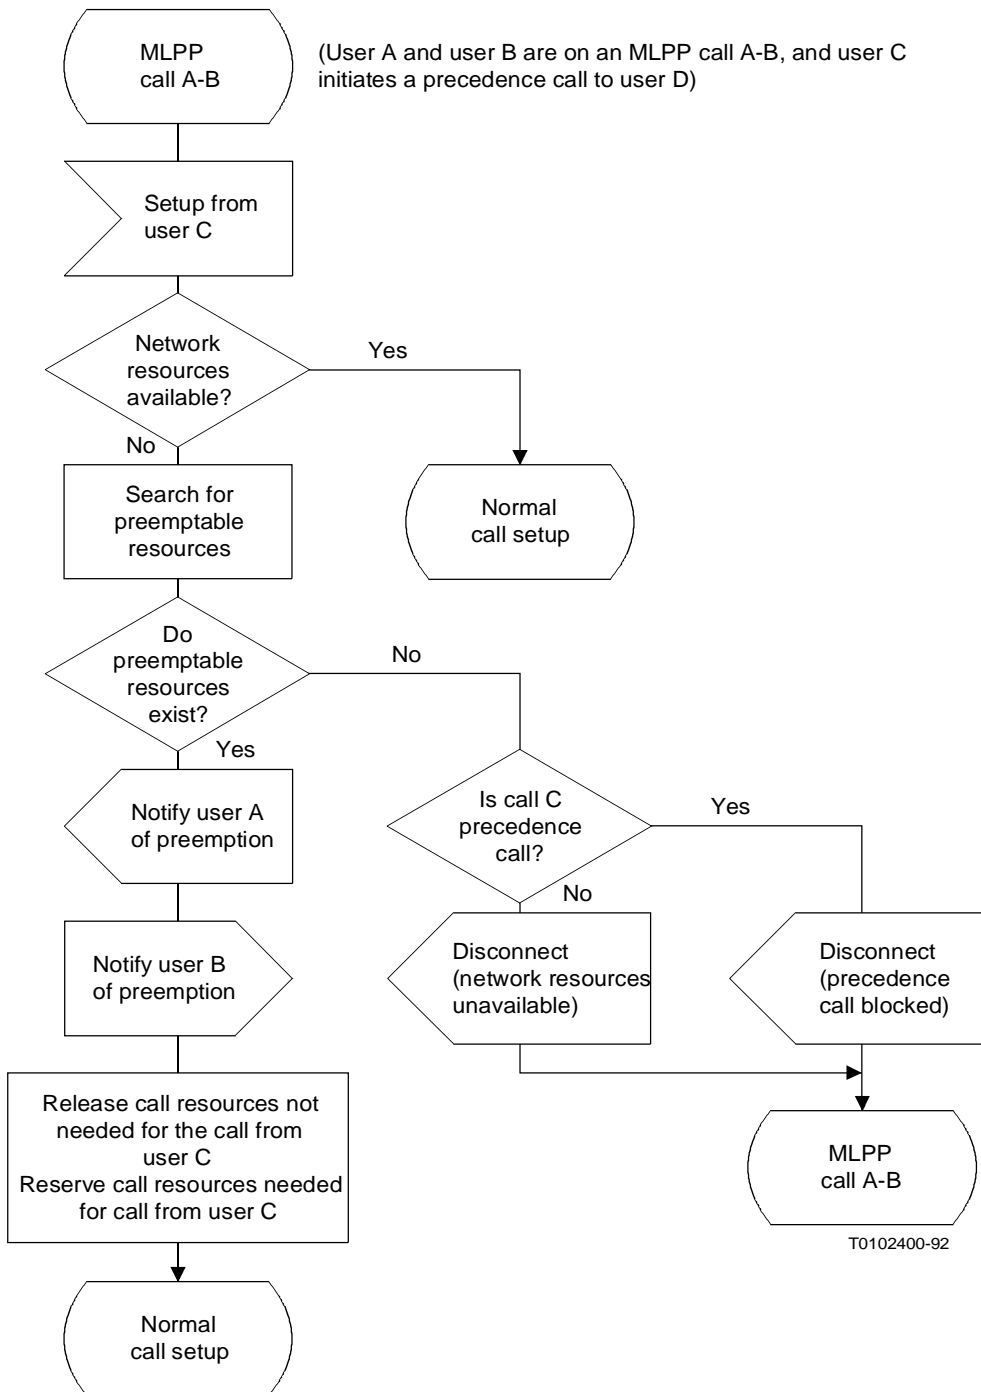 MLPP
call A-B
(User A and user B are on an MLPP call A-B, and user C
initiates a precedence call to user D)
Setup from
user C
Network
resources
available?
Yes
No
Search for
preemptable
resources
Normal
call setup
Do
preemptable
resources
exist?
No
Yes
Notify user A
of preemption
Is call C
precedence
call?
Yes
No
Notify user B
of preemption
Disconnect
(network resources
unavailable)
Disconnect
(precedence
call blocked)
Release call resources not
needed for the call from
user C
Reserve call resources needed
for call from user C
MLPP
call A-B
T0102400-92
Normal
call setup